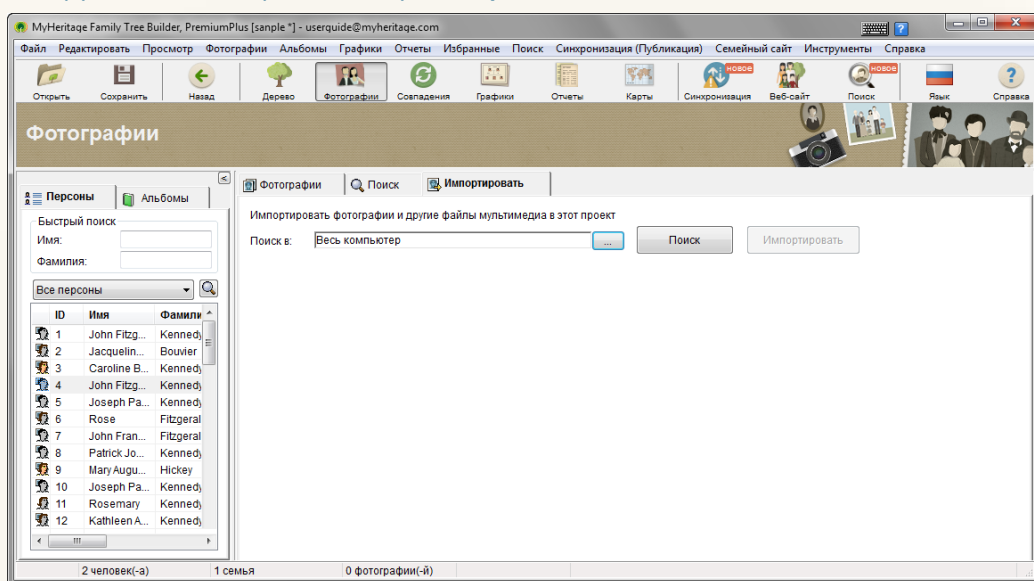 MyHeritage Family Tree Builder, PremiumPlus [sanple *] - userguide@myheritage.com
Файл Редактировать Просмотр Фотографии Альбомы Графики Отчеты Избранные Поиск Синхронизация (Публикация) Семейный сайт Инструменты Справка
НОВОЕ НОВОЕ
Открыть Сохранить Назад Дерево Фотографии Совпадения Графики Отчеты Карты Синхронизация Веб-сайт Поиск Язык Справка
Фотографии
Персоны Альбомы
Быстрый поиск
Имя:
Фамилия:
Все персоны
ID Имя Фамили
1 John Fitzg... Kennedy
2 Jacquelin... Bouvier
3 Caroline B... Kennedy
4 John Fitzg... Kennedy
5 Joseph Pa... Kennedy
6 Rose Fitzgeral
7 John Fran... Fitzgeral
8 Patrick Jo... Kennedy
9 Mary Augu... Hickey
10 Joseph Pa... Kennedy
11 Rosemary Kennedy
12 Kathleen A... Kennedy
Фотографии Поиск Импортировать
Импортировать фотографии и другие файлы мультимедиа в этот проект
Поиск в: Весь компьютер ... Поиск Импортировать
2 человек(-а) 1 семья 0 фотографии(-й)